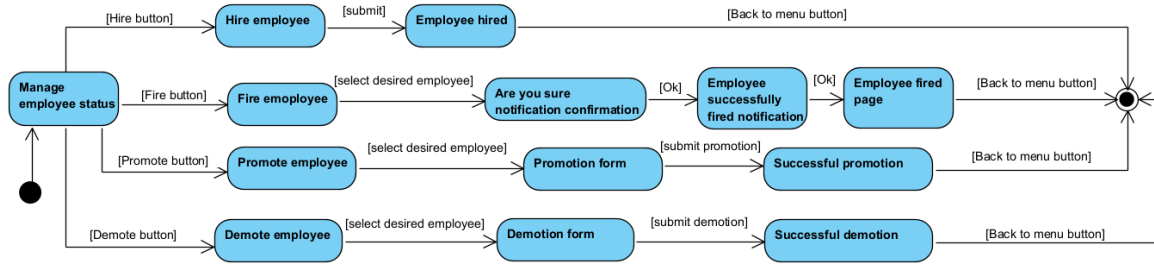 [Hire button]
Hire employee
[submit]
Employee hired
[Back to menu button]
Manage
employee status
[Fire button]
Fire emoployee
[select desired employee]
Are you sure
notification confirmation
[Ok]
Employee
successfully
fired notification
[Ok]
Employee fired
page
[Back to menu button]
[Promote button]
Promote employee
[select desired employee]
Promotion form
[submit promotion]
Successful promotion
[Back to menu button]
[Demote button]
Demote employee
[select desired employee]
Demotion form
[submit demotion]
Successful demotion
[Back to menu button]